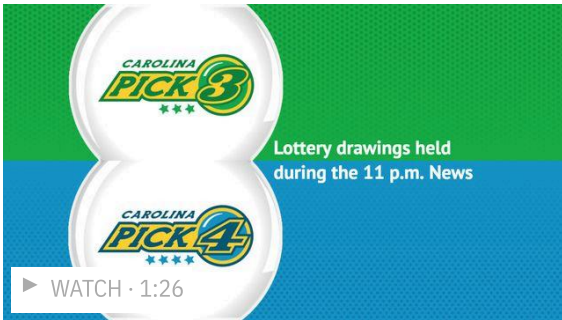 CAROLINA
PICK 3
Lottery drawings held
during the 11 p.m. News
CAROLINA
PICK 4
WATCH · 1:26